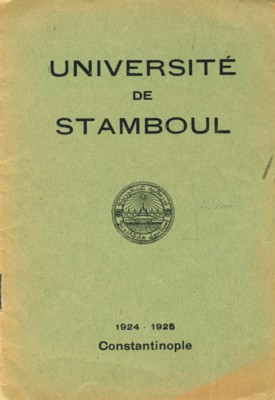 UNIVERSITÉ
DE
STAMBOUL
1924 - 1925
Constantinople